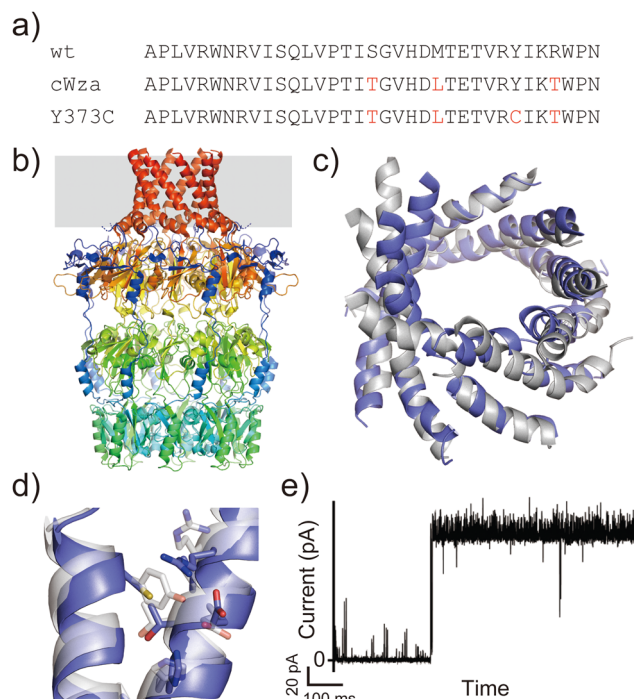 a)
wt APLVRWNRVISQLVPTISGVHDMTETVRYIKRWPN
cWza APLVRWNRVISQLVPTITGVHDLTETVRYIKTWPN
Y373C APLVRWNRVISQLVPTITGVHDLTETVRCIKTWPN
b)
c)
d)
e)
Current (pA)
0
20 pA
100 ms
Time